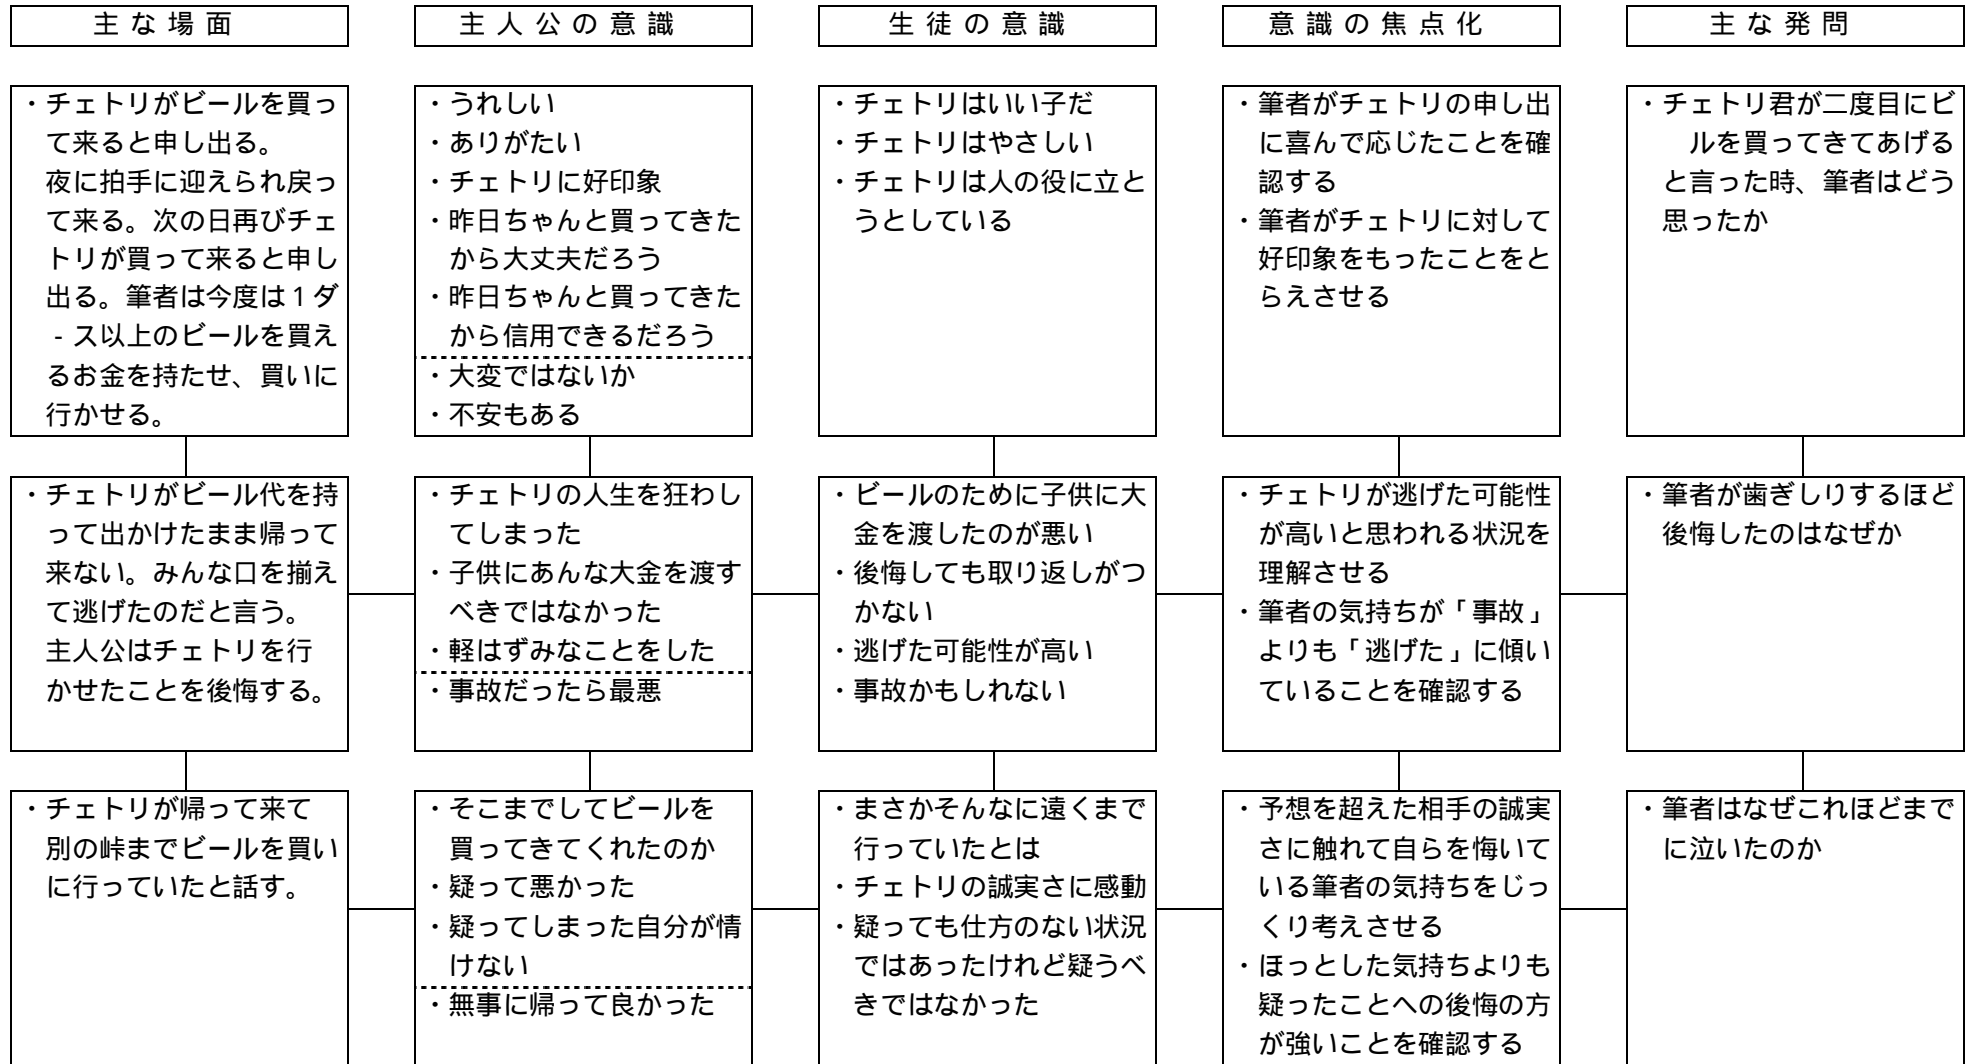 主な場面
主人公の意識
生徒の意識
意識の焦点化
主な発問
・チェトリがビールを買っ
て来ると申し出る。
夜に拍手に迎えられ戻っ
て来る。次の日再びチェ
トリが買って来ると申し
出る。筆者は今度は１ダ
-ス以上のビールを買え
るお金を持たせ、買いに
行かせる。
・うれしい
・ありがたい
・チェトリに好印象
・昨日ちゃんと買ってきた
から大丈夫だろう
・昨日ちゃんと買ってきた
から信用できるだろう
・大変ではないか
・不安もある
・チェトリはいい子だ
・チェトリはやさしい
・チェトリは人の役に立と
うとしている
・筆者がチェトリの申し出
に喜んで応じたことを確
認する
・筆者がチェトリに対して
好印象をもったことをと
らえさせる
・チェトリ君が二度目にビ
ルを買ってきてあげる
と言った時、筆者はどう
思ったか
・チェトリがビール代を持
って出かけたまま帰って
来ない。みんな口を揃え
て逃げたのだと言う。
主人公はチェトリを行
かせたことを後悔する。
・チェトリの人生を狂わし
てしまった
・子供にあんな大金を渡す
べきではなかった
・軽はずみなことをした
・事故だったら最悪
・ビールのために子供に大
金を渡したのが悪い
・後悔しても取り返しがつ
かない
・逃げた可能性が高い
・事故かもしれない
・チェトリが逃げた可能性
が高いと思われる状況を
理解させる
・筆者の気持ちが「事故」
よりも「逃げた」に傾い
ていることを確認する
・筆者が歯ぎしりするほど
後悔したのはなぜか
・チェトリが帰って来て
別の峠までビールを買い
に行っていたと話す。
・そこまでしてビールを
買ってきてくれたのか
・疑って悪かった
・疑ってしまった自分が情
けない
・無事に帰って良かった
・まさかそんなに遠くまで
行っていたとは
・チェトリの誠実さに感動
・疑っても仕方のない状況
ではあったけれど疑うべ
きではなかった
・予想を超えた相手の誠実
さに触れて自らを悔いて
いる筆者の気持ちをじっ
くり考えさせる
・ほっとした気持ちよりも
疑ったことへの後悔の方
が強いことを確認する
・筆者はなぜこれほどまで
に泣いたのか